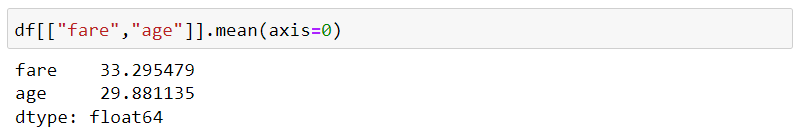 df[["fare","age"]].mean(axis=0)
fare    33.295479
age     29.881135
dtype: float64